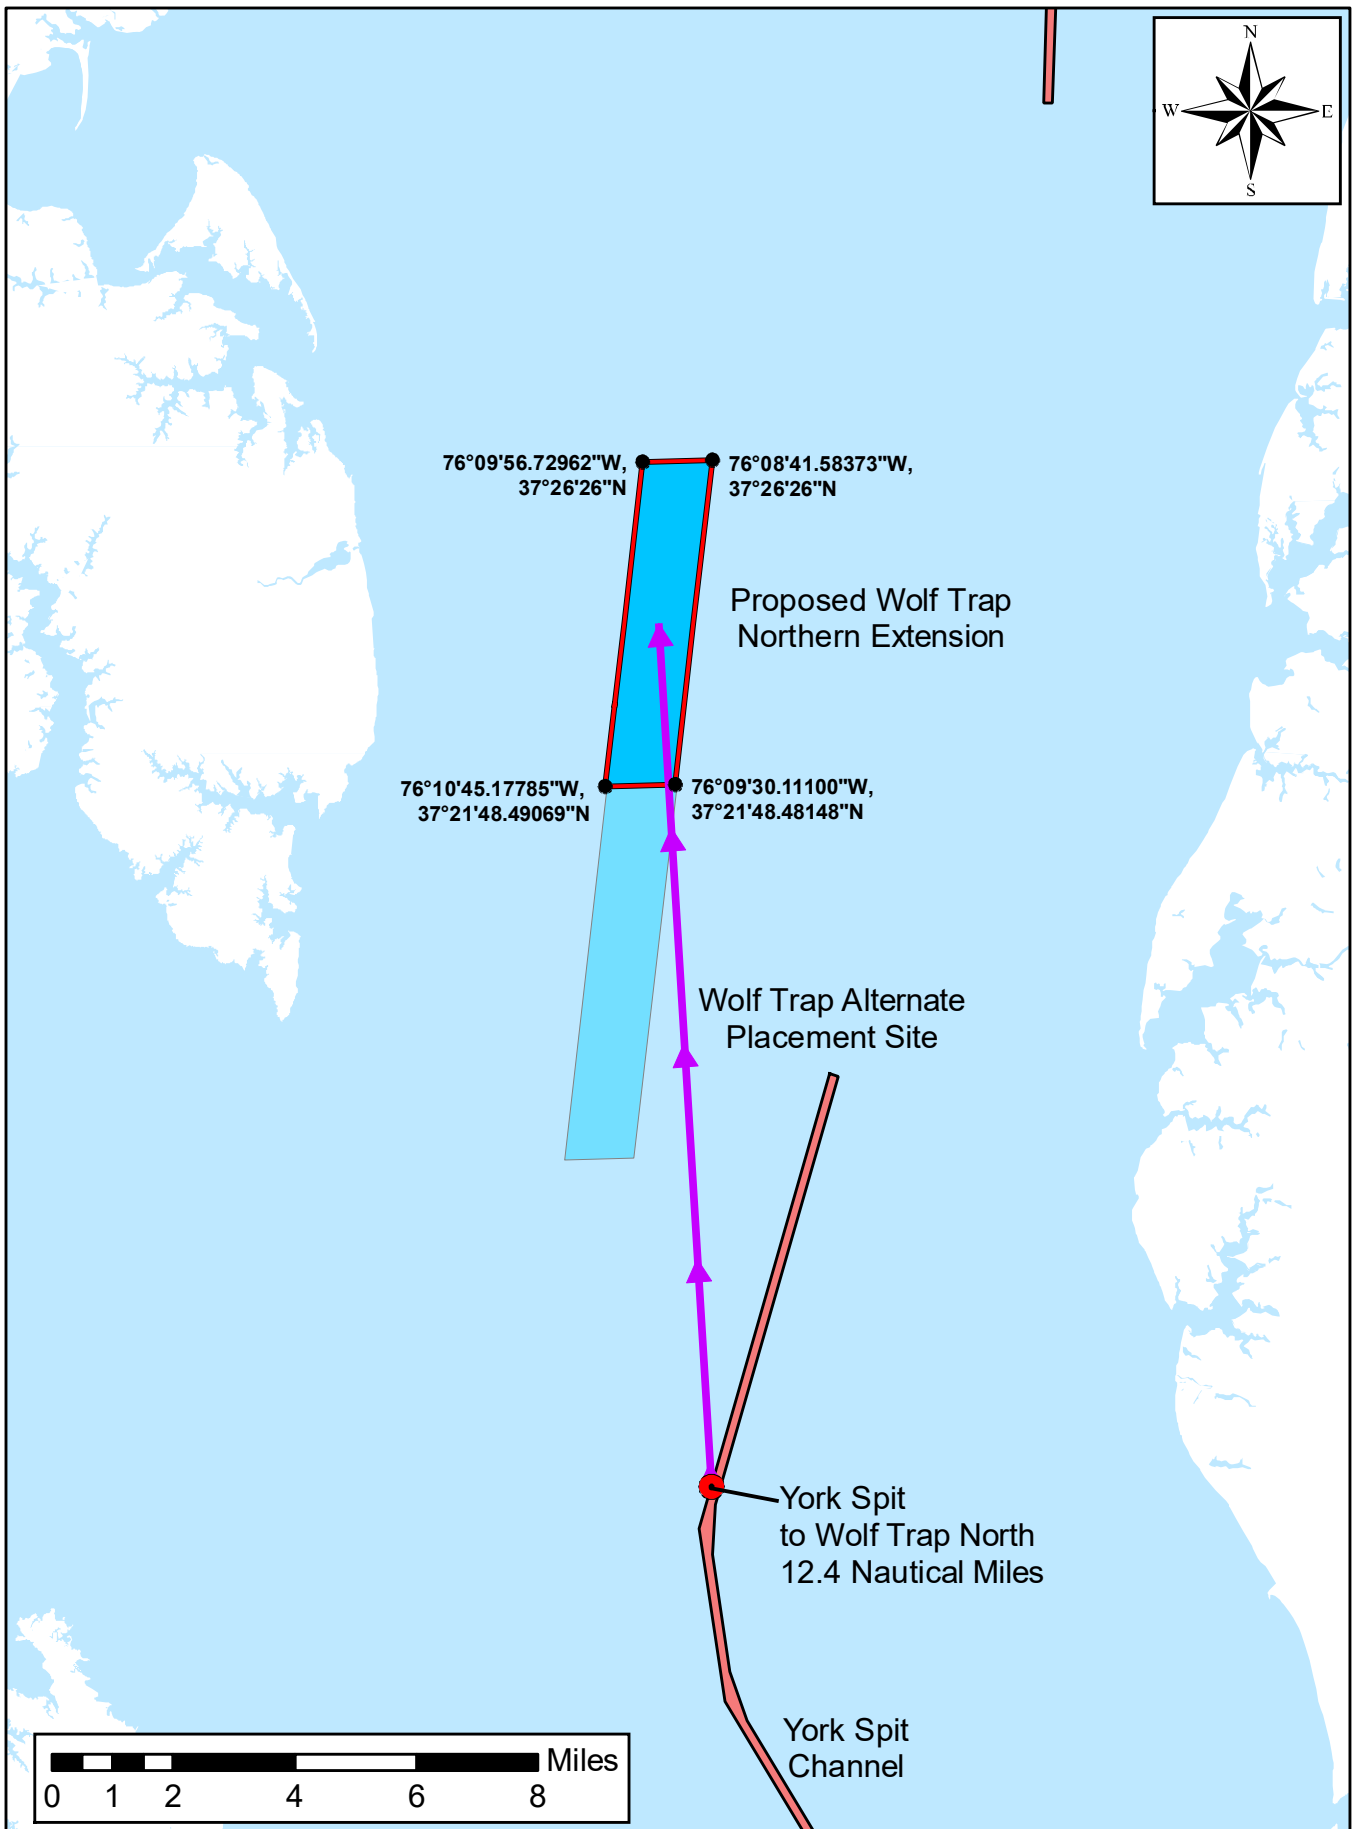 N
W
E
S
76°09'56.72962"W,
37°26'26"N
76°08'41.58373"W,
37°26'26"N
Proposed Wolf Trap
Northern Extension
76°10'45.17785"W,
37°21'48.49069"N
76°09'30.11100"W,
37°21'48.48148"N
Wolf Trap Alternate
Placement Site
York Spit
to Wolf Trap North
12.4 Nautical Miles
York Spit
Channel
Miles
0 1 2 4 6 8